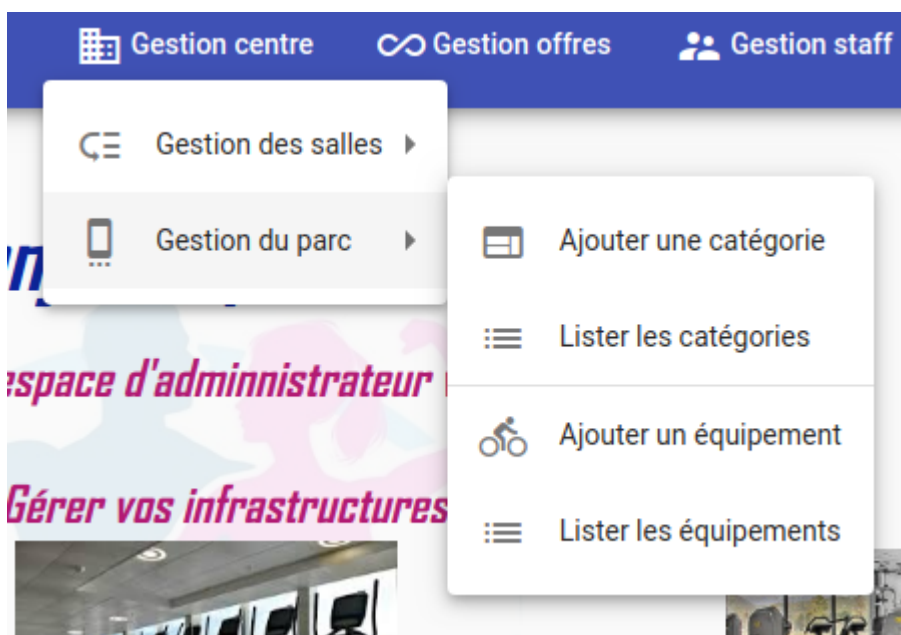 Gestion centre
Gestion offres
Gestion staff
Gestion des salles
Gestion du parc
Ajouter une catégorie
Lister les catégories
espace d'adminnistrateur
Ajouter un équipement
Gérer vos infrastructures
Lister les équipements